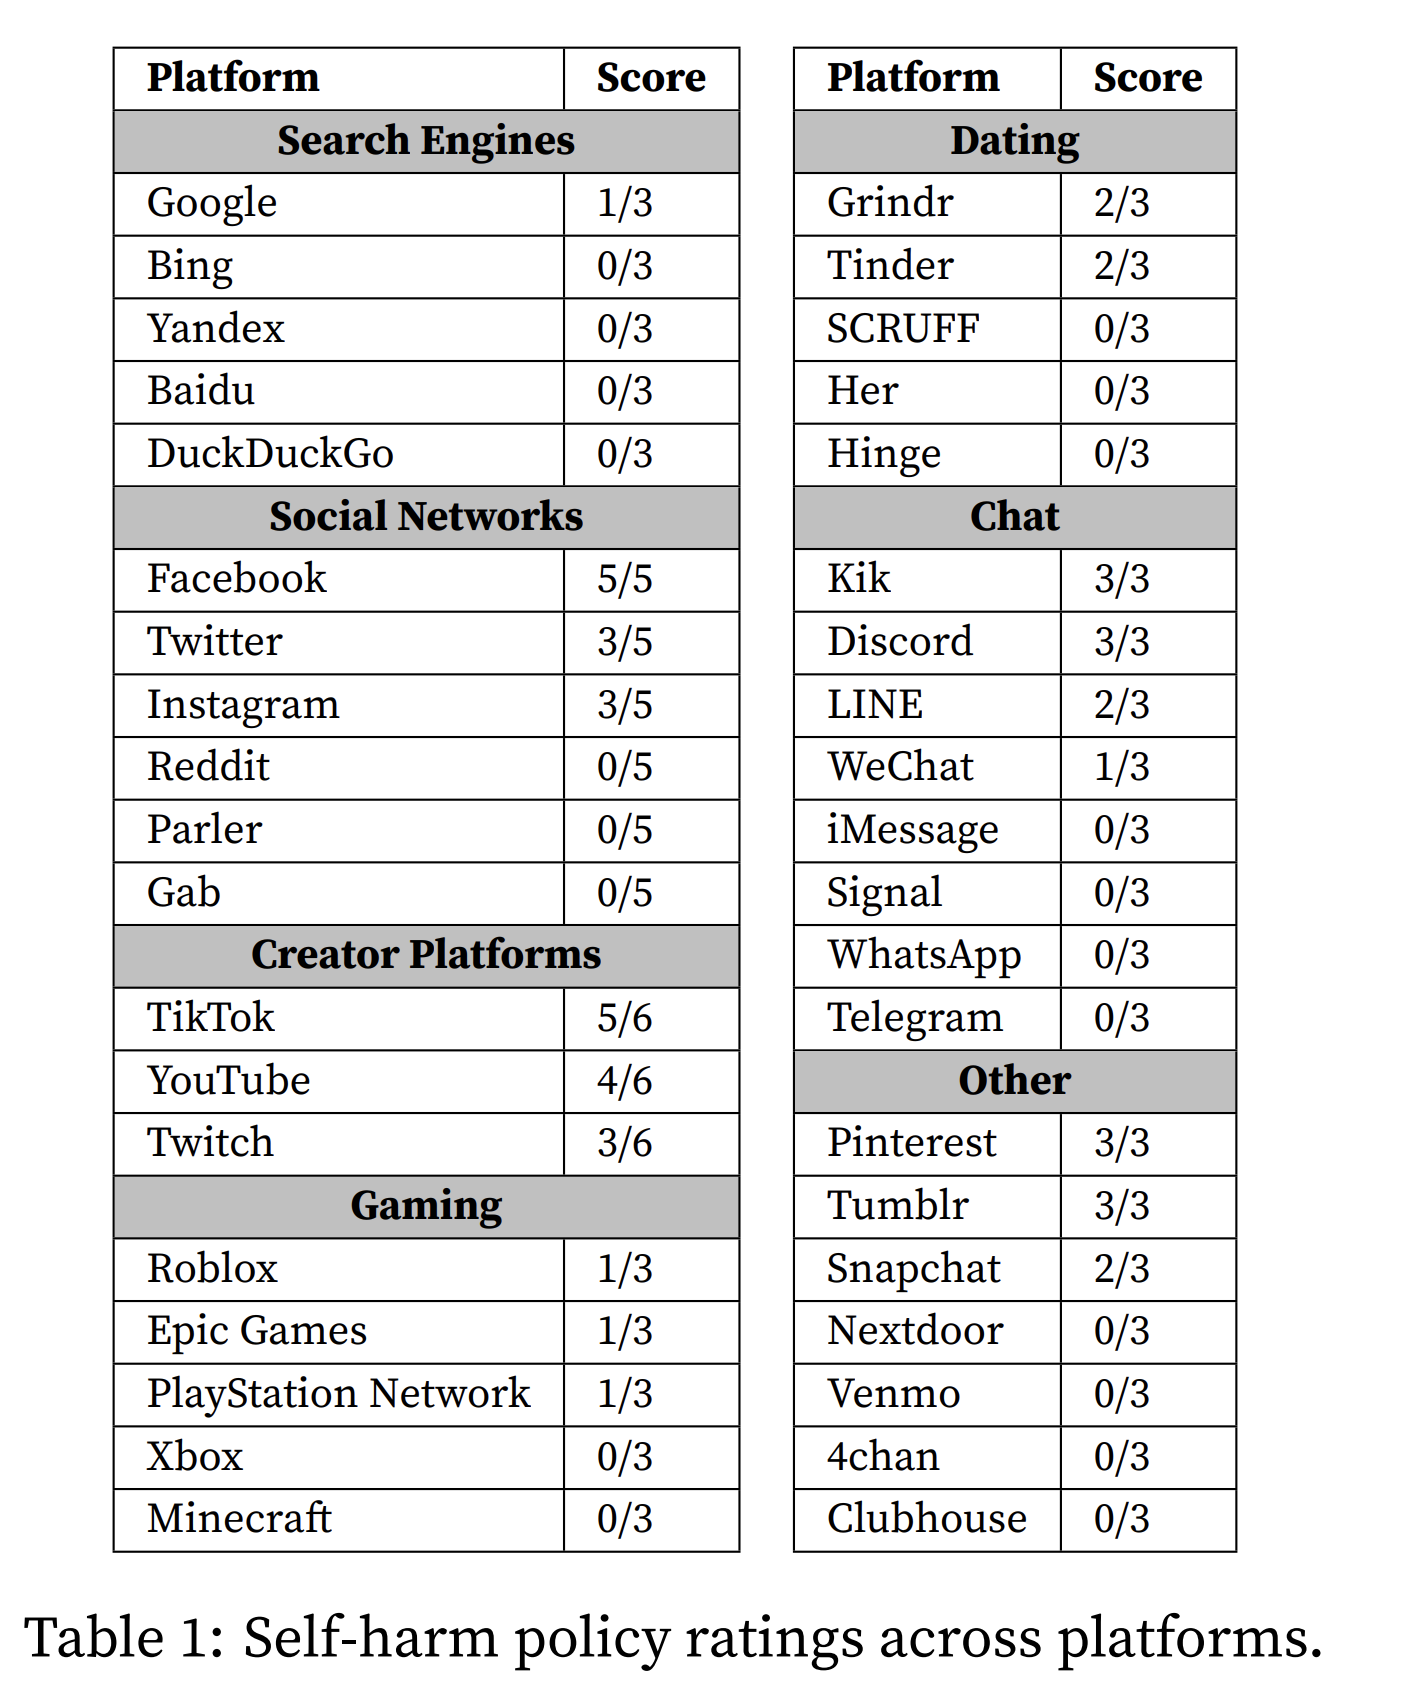 Platform Score
Search Engines
Google 1/3
Bing 0/3
Yandex 0/3
Baidu 0/3
DuckDuckGo 0/3
Social Networks
Facebook 5/5
Twitter 3/5
Instagram 3/5
Reddit 0/5
Parler 0/5
Gab 0/5
Creator Platforms
TikTok 5/6
YouTube 4/6
Twitch 3/6
Gaming
Roblox 1/3
Epic Games 1/3
PlayStation Network 1/3
Xbox 0/3
Minecraft 0/3
Platform Score
Dating
Grindr 2/3
Tinder 2/3
SCRUFF 0/3
Her 0/3
Hinge 0/3
Chat
Kik 3/3
Discord 3/3
LINE 2/3
WeChat 1/3
iMessage 0/3
Signal 0/3
WhatsApp 0/3
Telegram 0/3
Other
Pinterest 3/3
Tumblr 3/3
Snapchat 2/3
Nextdoor 0/3
Venmo 0/3
4chan 0/3
Clubhouse 0/3
Table 1: Self-harm policy ratings across platforms.